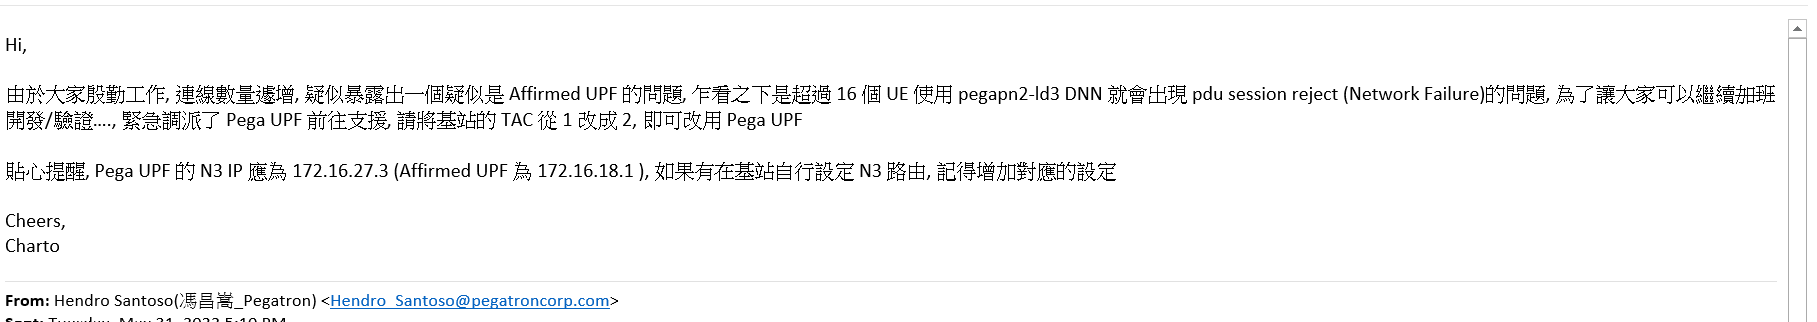 Hi,
由於大家殷勤工作, 連線數量遽增, 疑似暴露出一個疑似是 Affirmed UPF 的問題, 乍看之下是超過 16 個 UE 使用 pegapn2-ld3 DNN 就會出現 pdu session reject (Network Failure)的問題, 為了讓大家可以繼續加班
開發/驗證...., 緊急調派了 Pega UPF 前往支援, 請將基站的 TAC 從 1 改成 2, 即可改用 Pega UPF
貼心提醒, Pega UPF 的 N3 IP 應為 172.16.27.3 (Affirmed UPF 為 172.16.18.1 ), 如果有在基站自行設定 N3 路由, 記得增加對應的設定
Cheers,
Charto
From: Hendro Santoso(馮昌嵩_Pegatron) <Hendro_Santoso@pegatroncorp.com>
Sent: Tuesday, May 31, 2022 5:10 PM